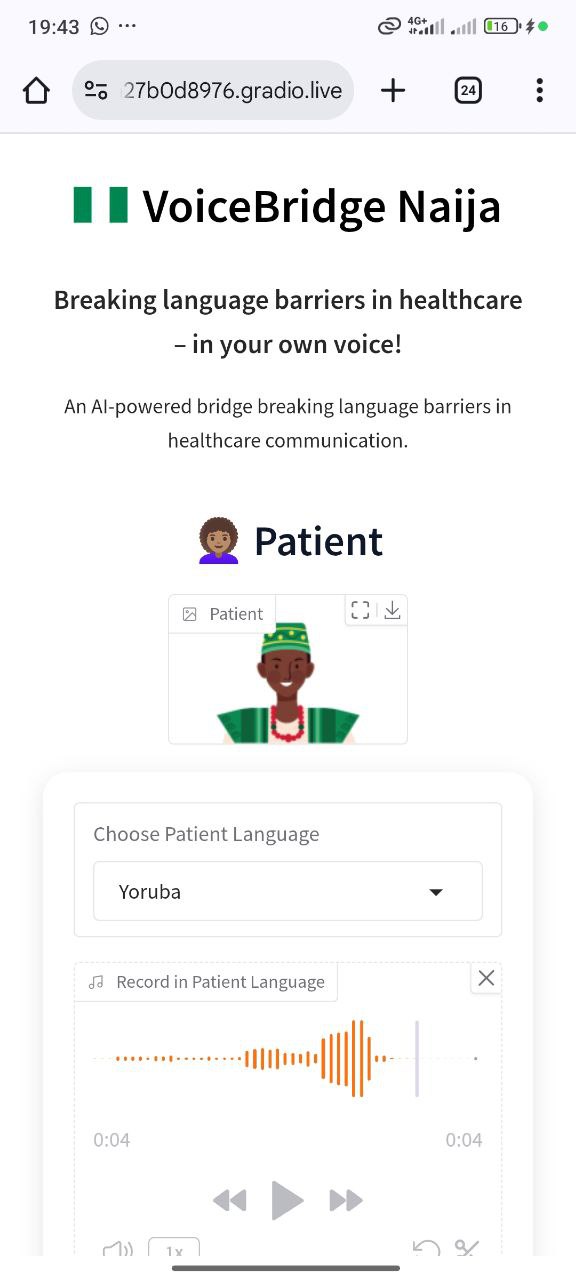 19:43
4G+
16
27b0d8976.gradio.live
24
VoiceBridge Naija
Breaking language barriers in healthcare
– in your own voice!
An AI-powered bridge breaking language barriers in
healthcare communication.
Patient
Patient
Choose Patient Language
Yoruba
Record in Patient Language
0:04 0:04
1x